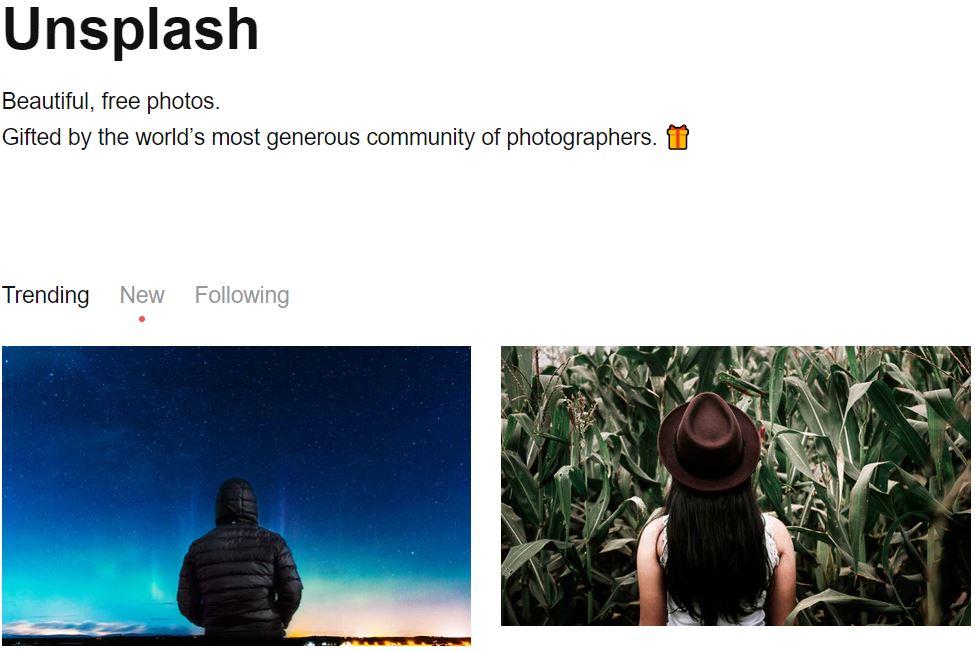 Unsplash
Beautiful, free photos.
Gifted by the world’s most generous community of photographers. 🎁
Trending New Following